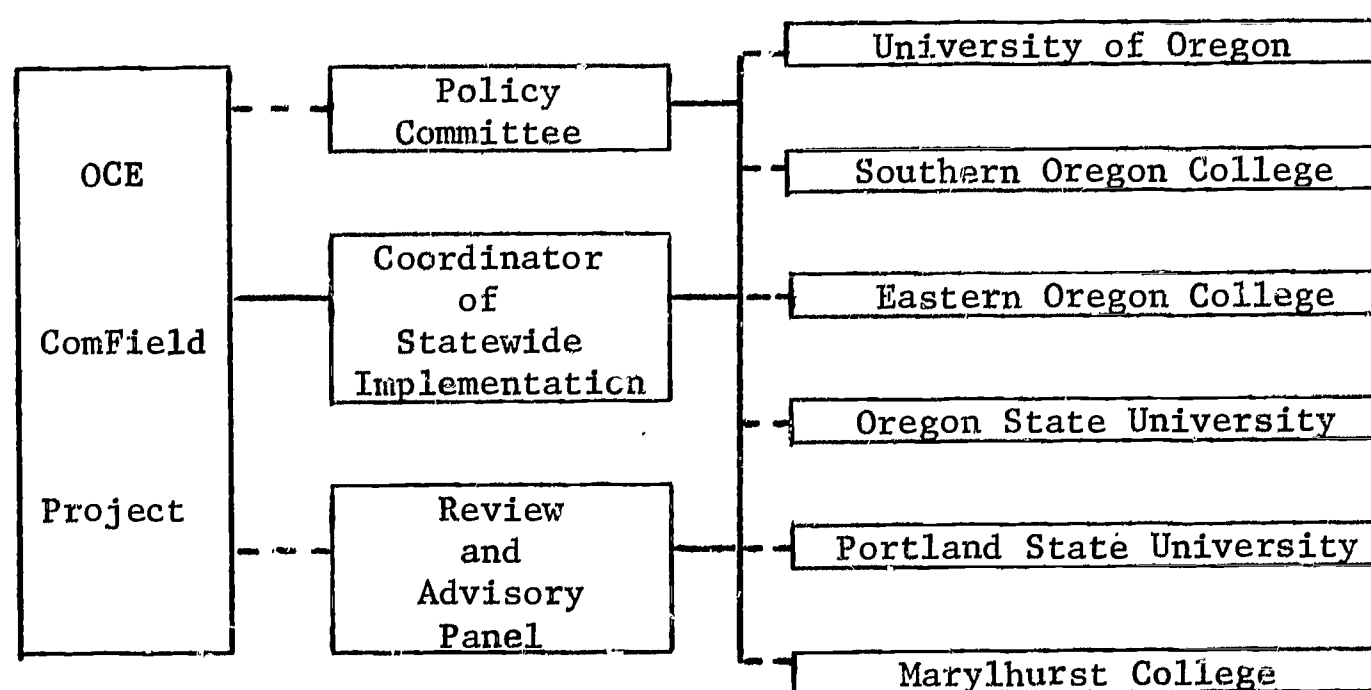 OCE
ComField
Project
Policy
Committee
Coordinator
of
Statewide
Implementation
Review
and
Advisory
Panel
University of Oregon
Southern Oregon College
Eastern Oregon College
Oregon State University
Portland State University
Marylhurst College